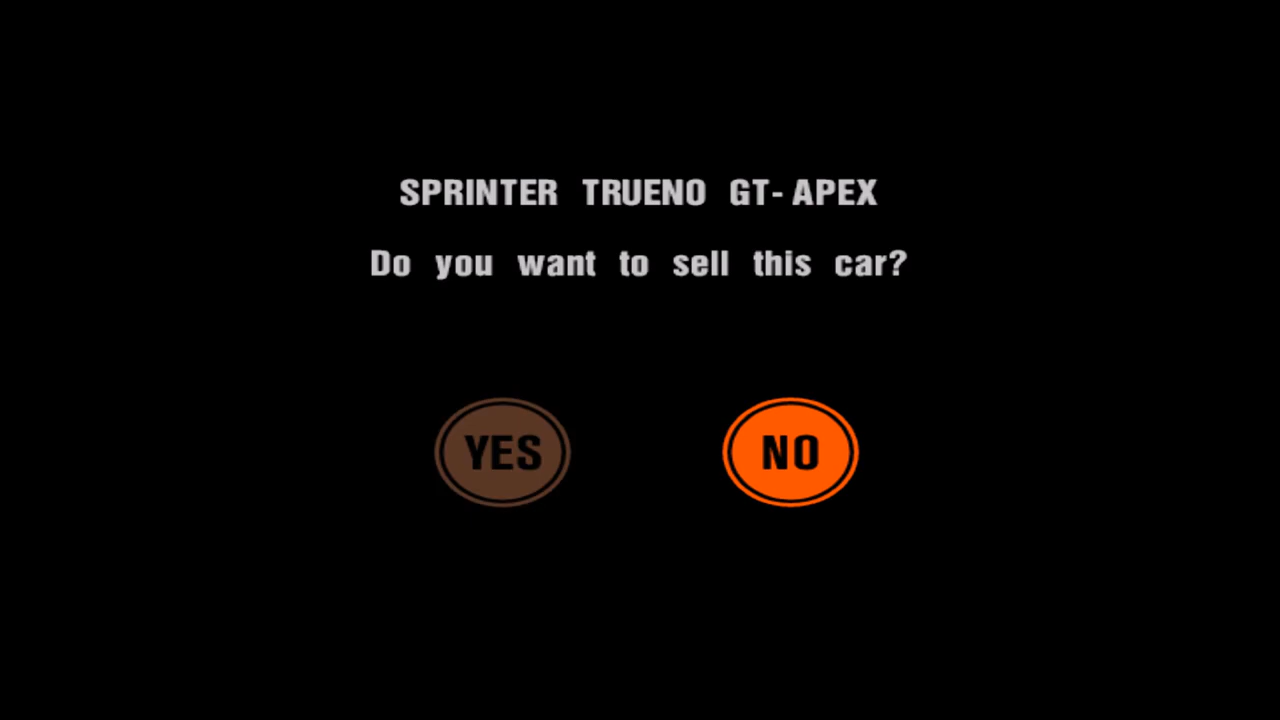 SPRINTER TRUENO GT-APEX
Do you want to sell this car?
YES NO